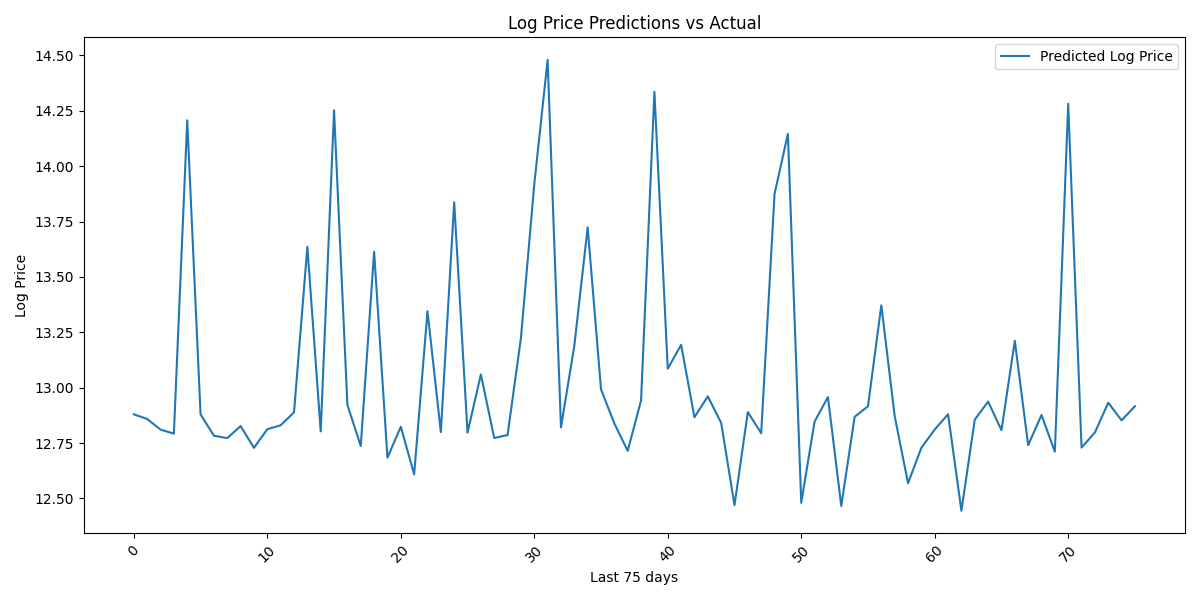 Log Price Predictions vs Actual
Predicted Log Price
14.50
14.25
14.00
13.75
13.50
13.25
13.00
12.75
12.50
Log Price
0 10 20 30 40 50 60 70
Last 75 days